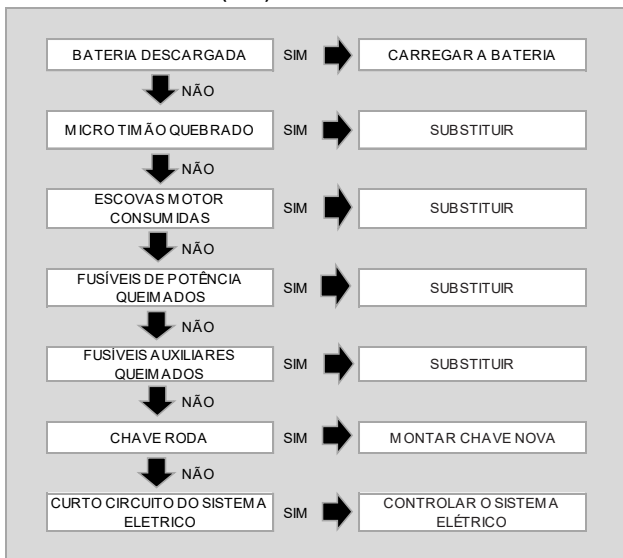 BATERIA DESCARGADA SIM CARREGAR A BATERIA
NÃO
MICRO TIMÃO QUEBRADO SIM SUBSTITUIR
NÃO
ESCOVAS MOTOR
CONSUMIDAS
SIM SUBSTITUIR
NÃO
FUSÍVEIS DE POTÊNCIA
QUEIMADOS
SIM SUBSTITUIR
NÃO
FUSÍVEIS AUXILIARES
QUEIMADOS
SIM SUBSTITUIR
NÃO
CHAVE RODA SIM MONTAR CHAVE NOVA
NÃO
CURTO CIRCUITO DO SISTEMA
ELETRICO
SIM
CONTROLAR O SISTEMA
ELÉTRICO